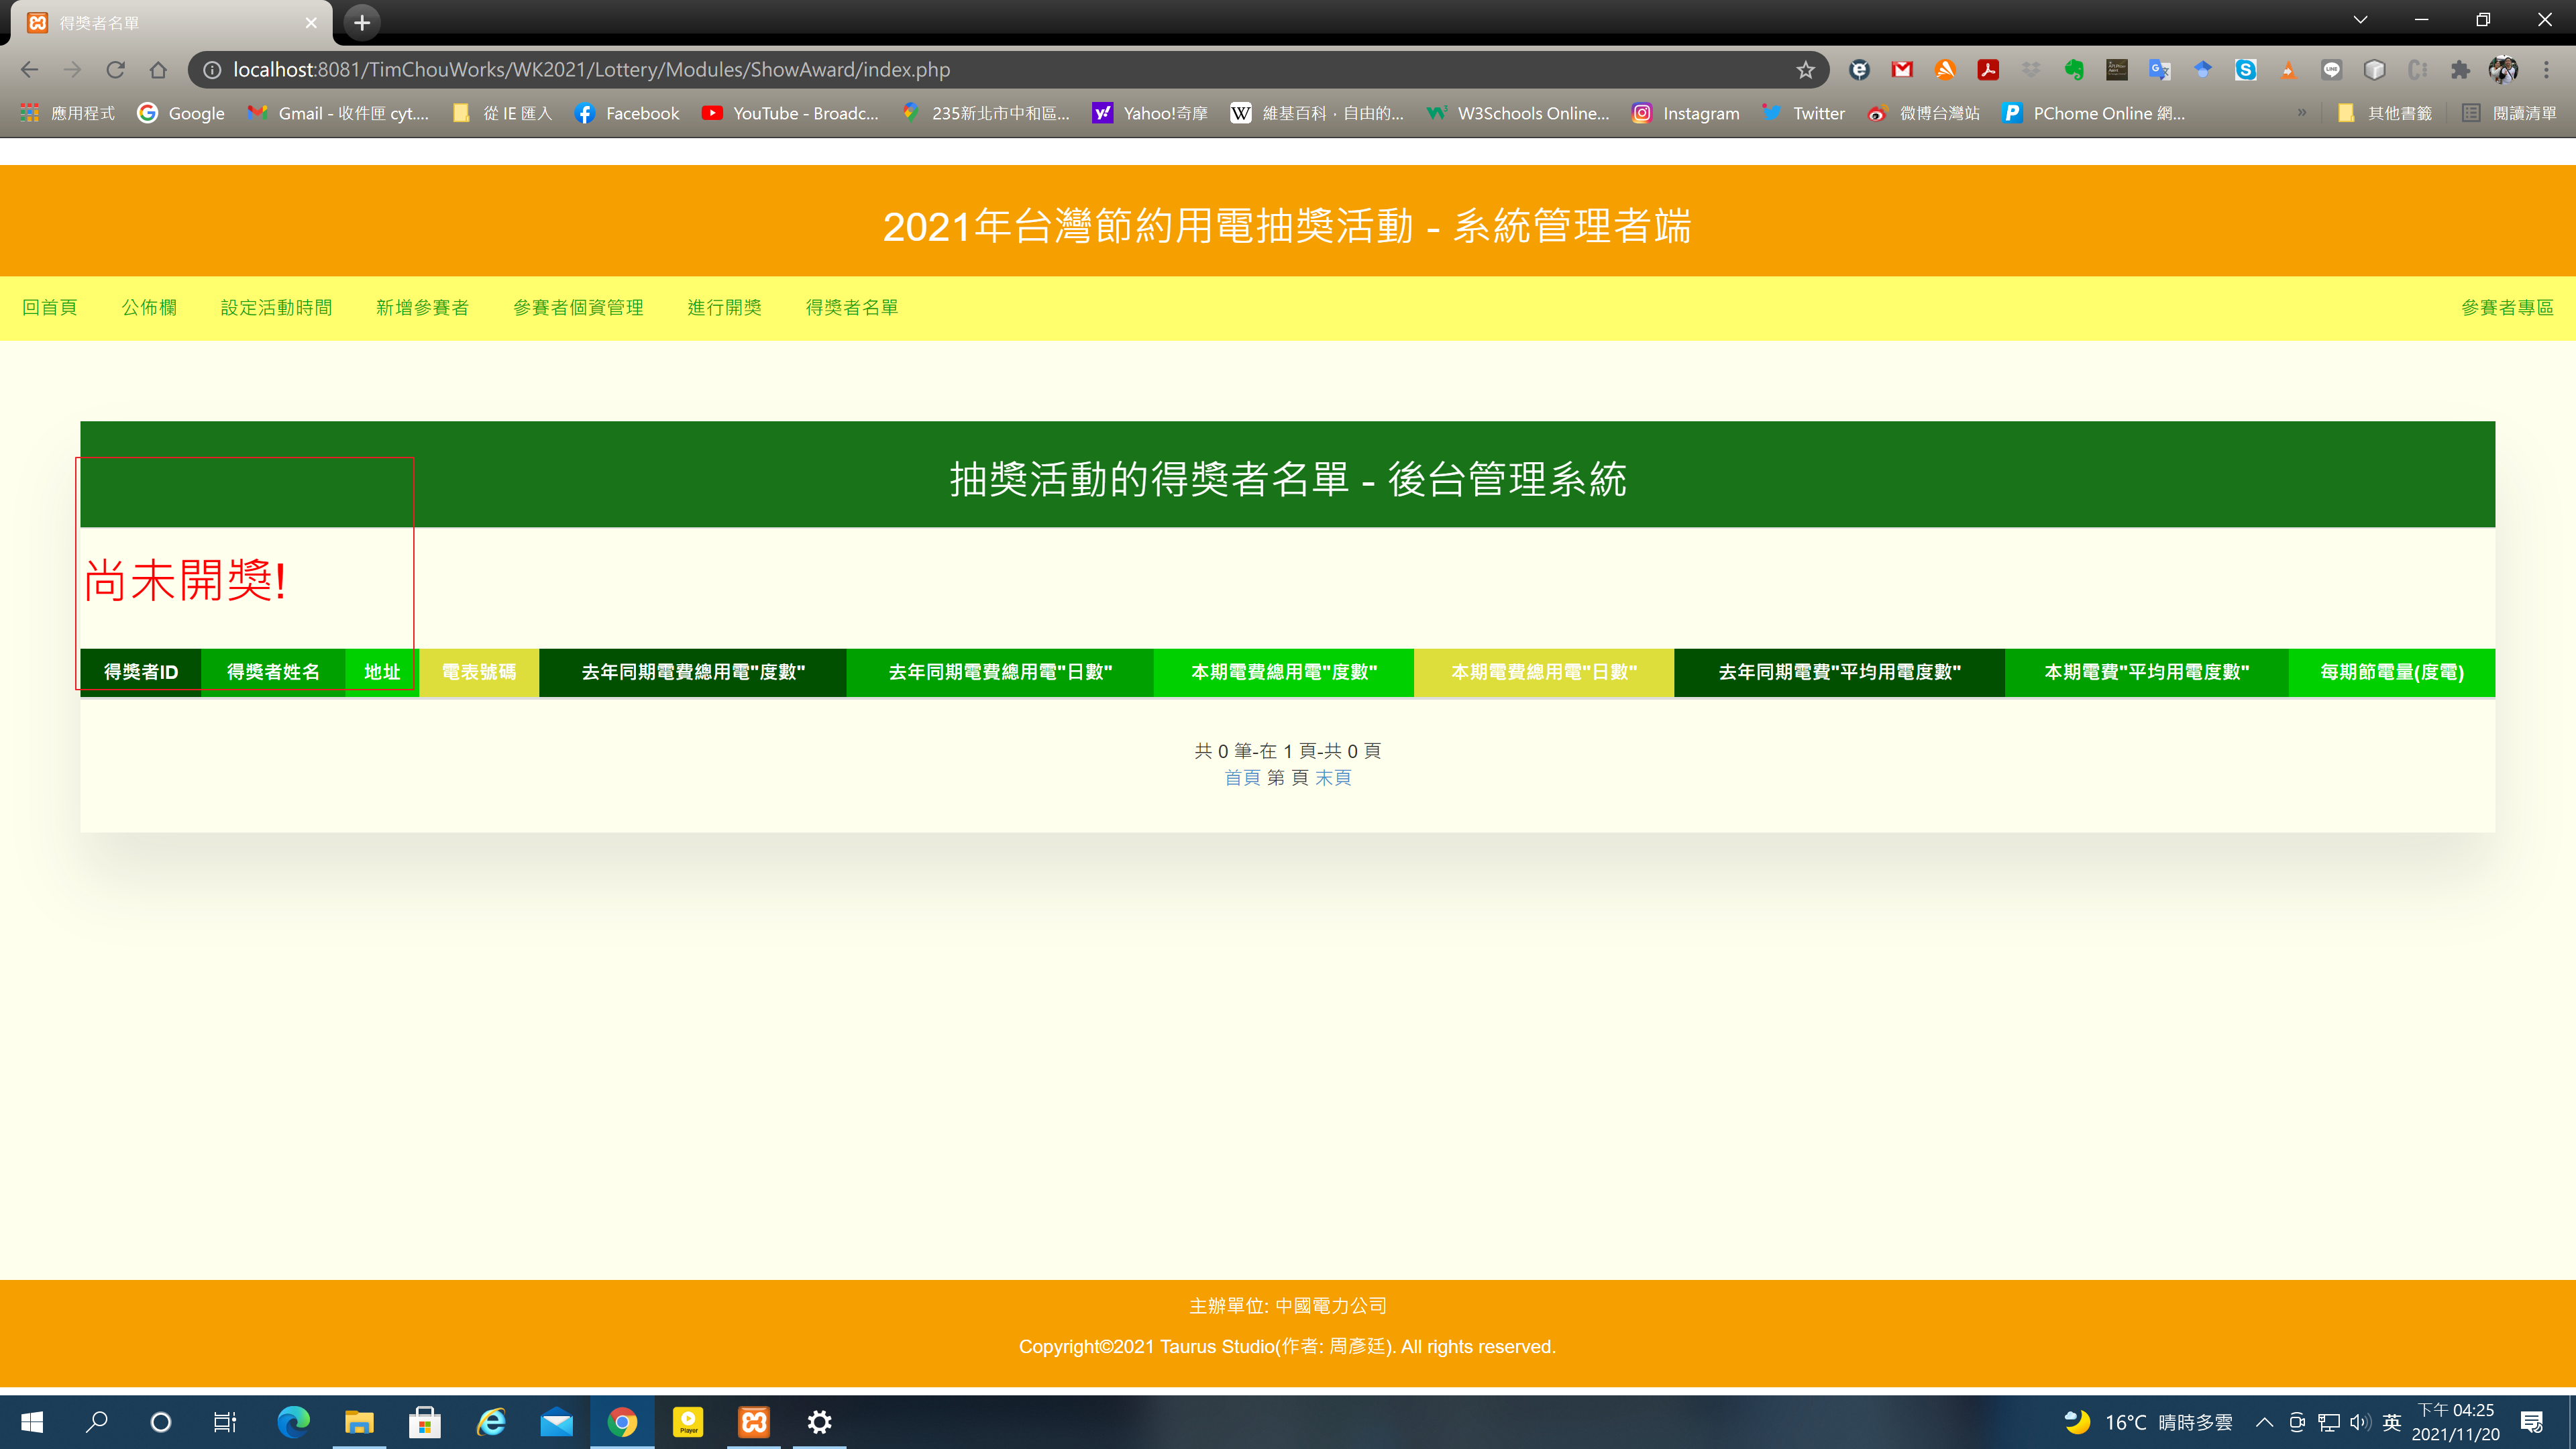 得獎者名單
localhost:8081/TimChouWorks/WK2021/Lottery/Modules/ShowAward/index.php
應用程式 Google Gmail - 收件匣 cyt.... 從 IE 匯入 Facebook YouTube - Broadc... 235新北市中和區... Yahoo!奇摩 維基百科，自由的... W3Schools Online... Instagram Twitter 微博台灣站 PChome Online 網... » 其他書籤 閱讀清單
2021年台灣節約用電抽獎活動 - 系統管理者端
回首頁 公佈欄 設定活動時間 新增參賽者 參賽者個資管理 進行開獎 得獎者名單 參賽者專區
抽獎活動的得獎者名單 - 後台管理系統
尚未開獎!
得獎者ID 得獎者姓名 地址 電表號碼 去年同期電費總用電"度數" 去年同期電費總用電"日數" 本期電費總用電"度數" 本期電費總用電"日數" 去年同期電費"平均用電度數" 本期電費"平均用電度數" 每期節電量(度電)
共 0 筆-在 1 頁-共 0 頁
首頁 第 頁 末頁
主辦單位: 中國電力公司
Copyright©2021 Taurus Studio(作者: 周彥廷). All rights reserved.
Player
16°C 晴時多雲 英 下午 04:25
2021/11/20